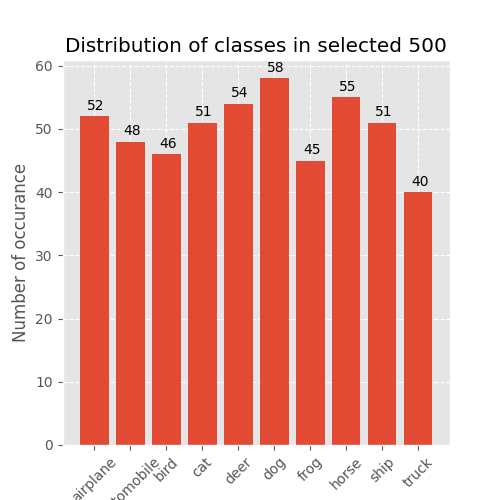 Distribution of classes in selected 500
Number of occurance
60
50
40
30
20
10
0
52
48
46
51
54
58
45
55
51
40
airplane
tomobile
bird
cat
deer
dog
frog
horse
ship
truck